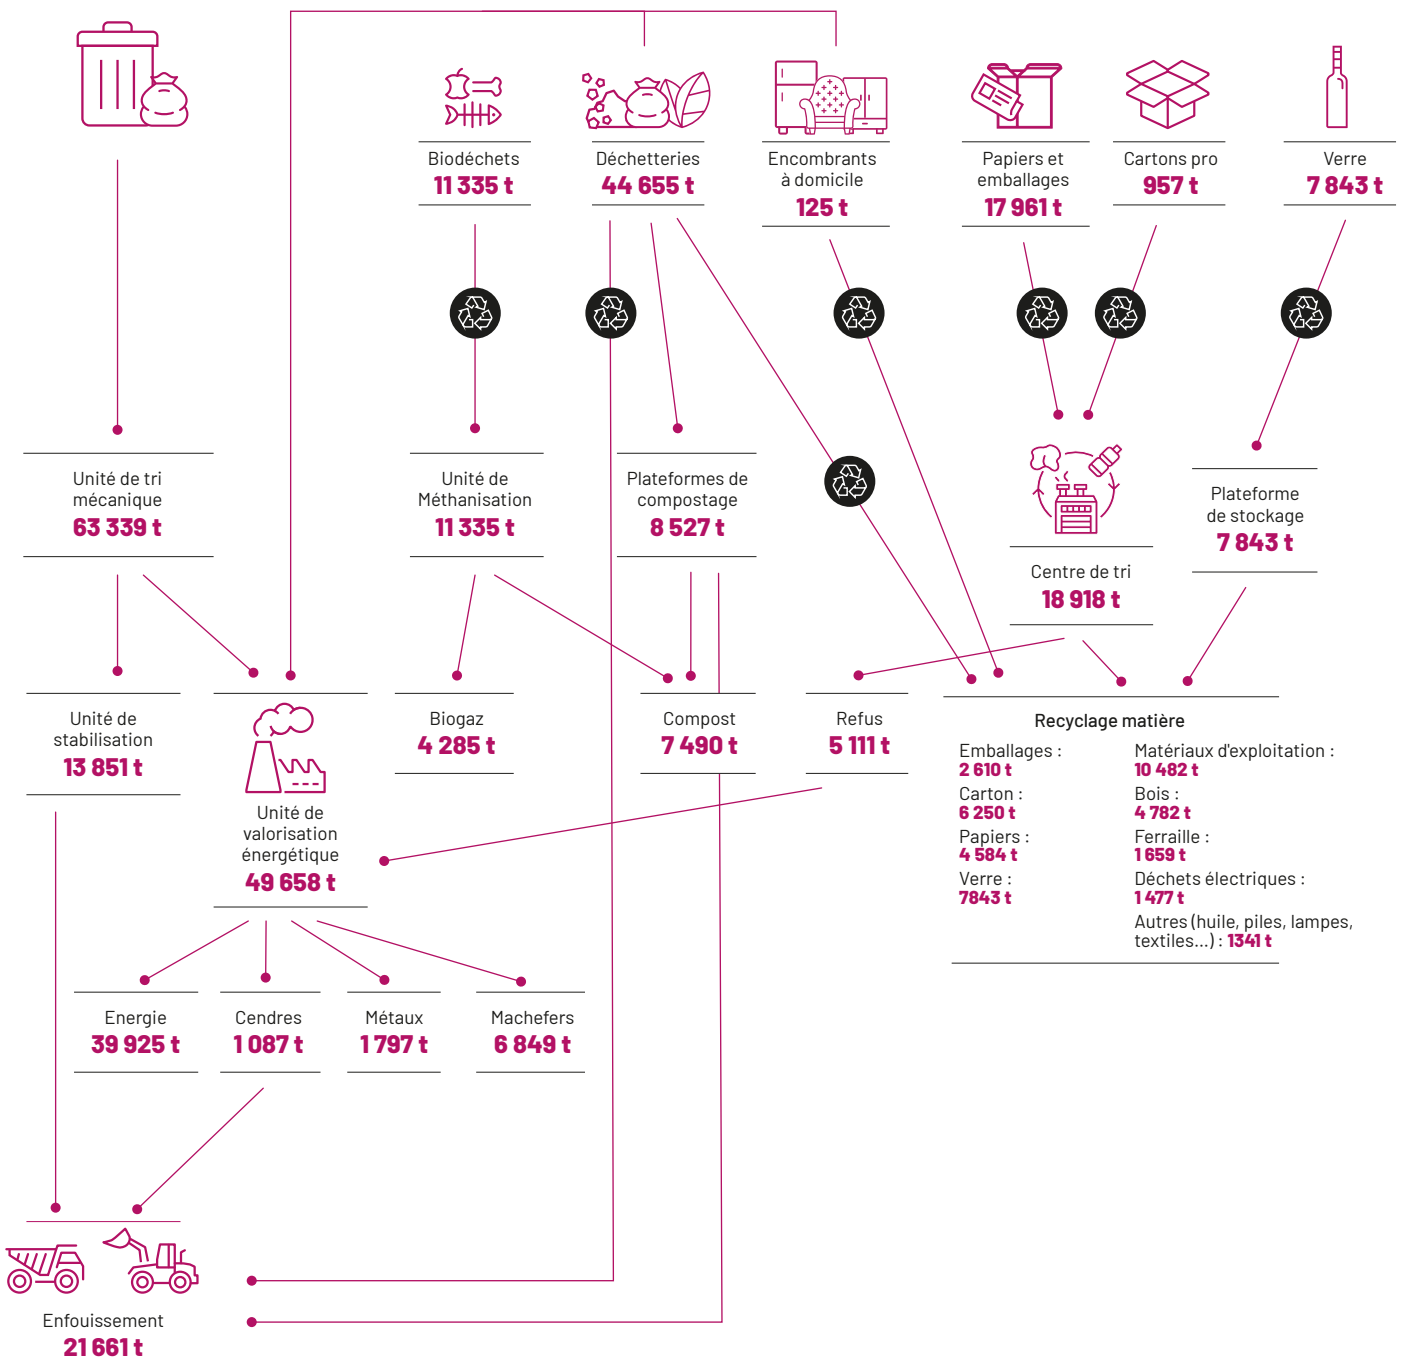 Biodéchets
11 335 t
Déchetteries
44 655 t
Encombrants
à domicile
125 t
Papiers et
emballages
17 961 t
Cartons pro
957 t
Verre
7 843 t
Unité de tri
mécanique
63 339 t
Unité de
Méthanisation
11 335 t
Plateformes de
compostage
8 527 t
Centre de tri
18 918 t
Plateforme
de stockage
7 843 t
Unité de
stabilisation
13 851 t
Unité de
valorisation
énergétique
49 658 t
Biogaz
4 285 t
Compost
7 490 t
Refus
5 111 t
Recyclage matière
Emballages :
2 610 t
Carton :
6 250 t
Papiers :
4 584 t
Verre :
7843 t
Matériaux d'exploitation :
10 482 t
Bois :
4 782 t
Ferraille :
1 659 t
Déchets électriques :
1 477 t
Autres (huile, piles, lampes,
textiles...) : 1341 t
Energie
39 925 t
Cendres
1 087 t
Métaux
1 797 t
Machefers
6 849 t
Enfouissement
21 661 t